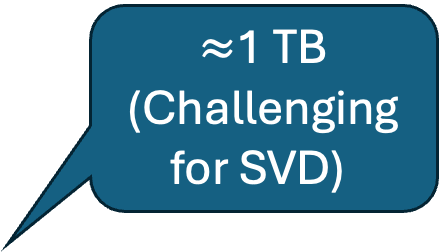 ≈1 TB
(Challenging
for SVD)